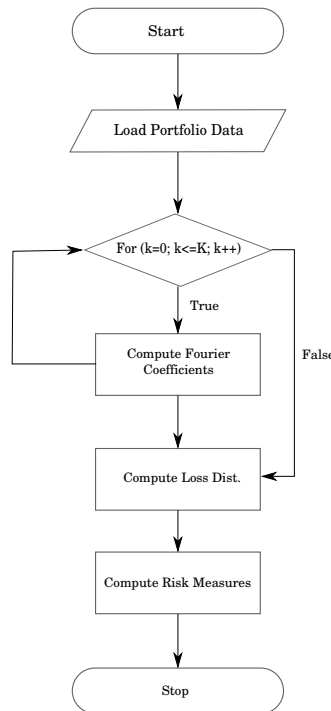 Start
Load Portfolio Data
For (k=0; k<=K; k++)
True
Compute Fourier
Coefficients
False
Compute Loss Dist.
Compute Risk Measures
Stop